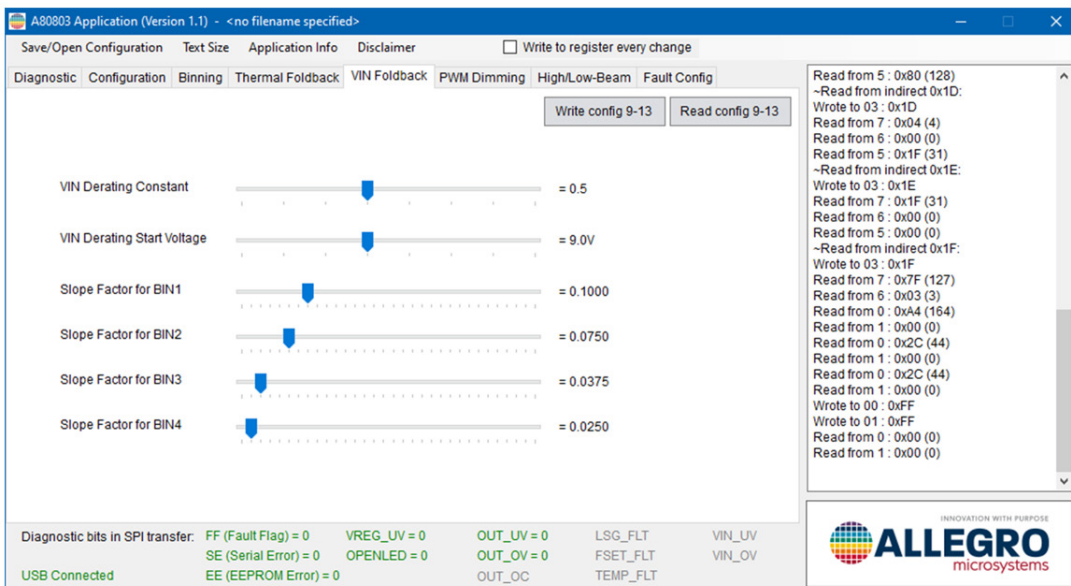 A80803 Application (Version 1.1) - <no filename specified>
Save/Open Configuration Text Size Application Info Disclaimer Write to register every change
Diagnostic Configuration Binning Thermal Foldback VIN Foldback PWM Dimming High/Low-Beam Fault Config
Write config 9-13 Read config 9-13
VIN Derating Constant = 0.5
VIN Derating Start Voltage = 9.0V
Slope Factor for BIN1 = 0.1000
Slope Factor for BIN2 = 0.0750
Slope Factor for BIN3 = 0.0375
Slope Factor for BIN4 = 0.0250
Read from 5 : 0x80 (128)
~Read from indirect 0x1D:
Wrote to 03 : 0x1D
Read from 7 : 0x04 (4)
Read from 6 : 0x00 (0)
Read from 5 : 0x1F (31)
~Read from indirect 0x1E:
Wrote to 03 : 0x1E
Read from 7 : 0x1F (31)
Read from 6 : 0x00 (0)
Read from 5 : 0x00 (0)
~Read from indirect 0x1F:
Wrote to 03 : 0x1F
Read from 7 : 0x7F (127)
Read from 6 : 0x03 (3)
Read from 0 : 0xA4 (164)
Read from 1 : 0x00 (0)
Read from 0 : 0x2C (44)
Read from 1 : 0x00 (0)
Read from 0 : 0x2C (44)
Read from 1 : 0x00 (0)
Wrote to 00 : 0xFF
Wrote to 01 : 0xFF
Read from 0 : 0x00 (0)
Read from 1 : 0x00 (0)
Diagnostic bits in SPI transfer: FF (Fault Flag) = 0 VREG_UV = 0 OUT_UV = 0 LSG_FLT VIN_UV
SE (Serial Error) = 0 OPENLED = 0 OUT_OV = 0 FSET_FLT VIN_OV
USB Connected EE (EEPROM Error) = 0 OUT_OC TEMP_FLT
INNOVATION WITH PURPOSE
ALLEGRO
microsystems